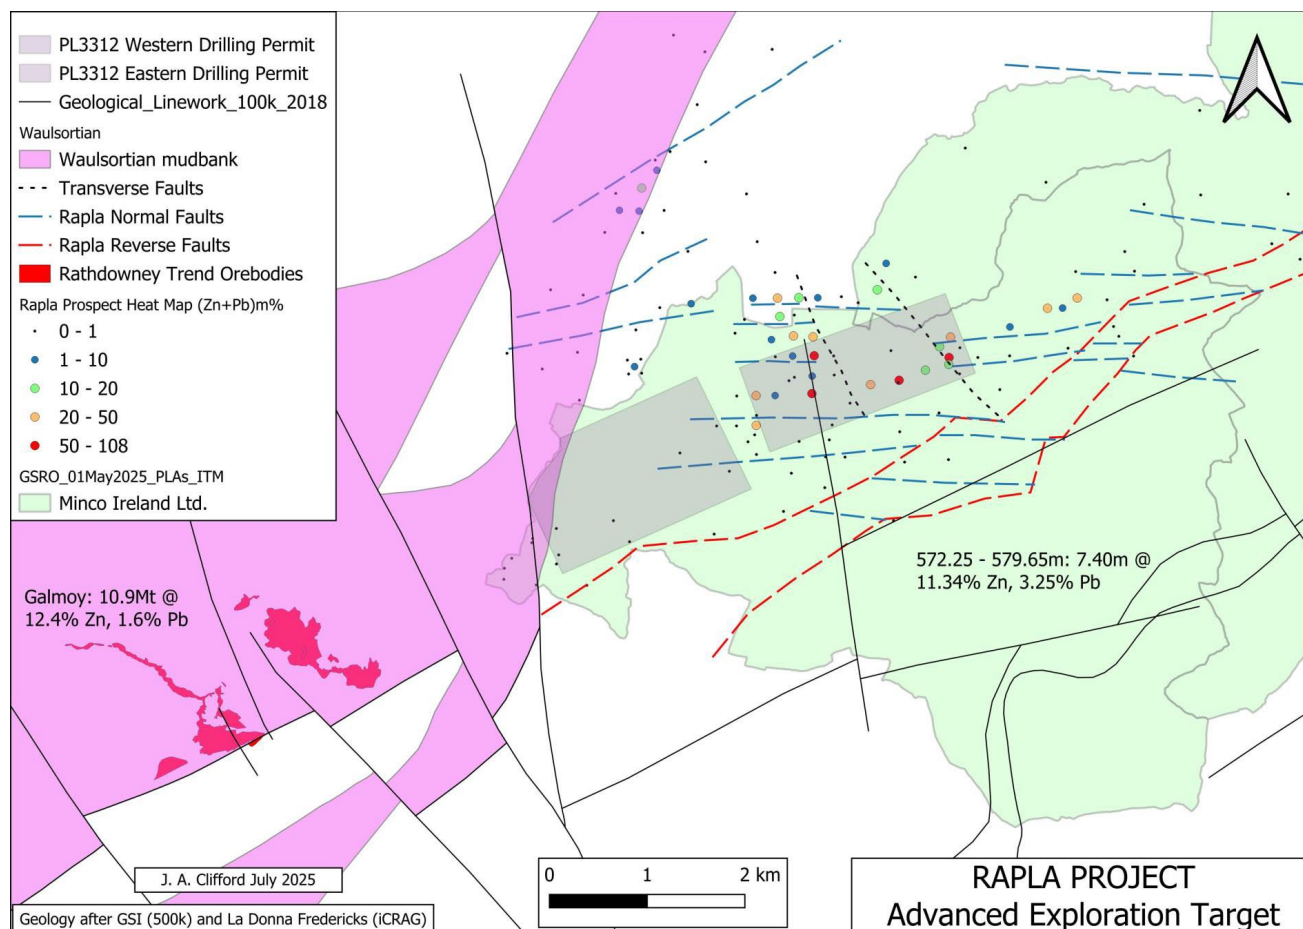 PL3312 Western Drilling Permit
PL3312 Eastern Drilling Permit
Geological_Linework_100k_2018
Waulsortian
Waulsortian mudbank
Transverse Faults
Rapla Normal Faults
Rapla Reverse Faults
Rathdowney Trend Orebodies
Rapla Prospect Heat Map (Zn+Pb)m%
0 - 1
1 - 10
10 - 20
20 - 50
50 - 108
GSRO_01May2025_PLAs_ITM
Minco Ireland Ltd.
572.25 - 579.65m: 7.40m @
11.34% Zn, 3.25% Pb
Galmoy: 10.9Mt @
12.4% Zn, 1.6% Pb
J. A. Clifford July 2025
Geology after GSI (500k) and La Donna Fredericks (iCRAG)
0 1 2 km
RAPLA PROJECT
Advanced Exploration Target